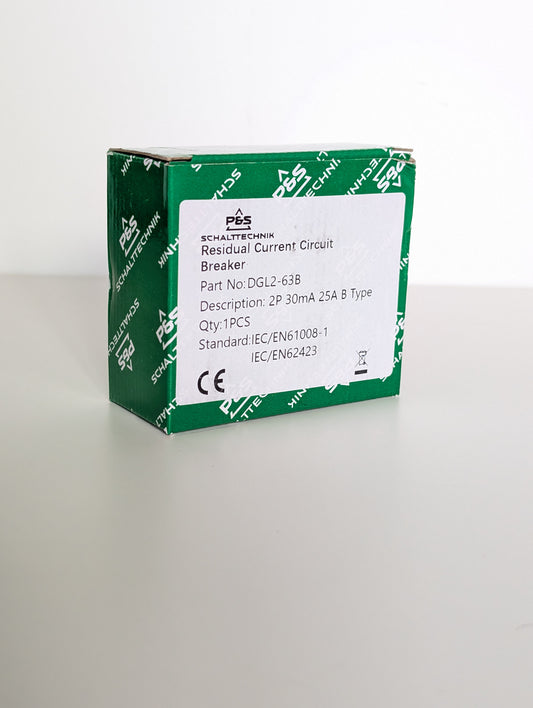 P&S
SCHALTTECHNIK
Residual Current Circuit
Breaker
Part No:DGL2-63B
Description: 2P 30mA 25A B Type
Qty:1PCS
Standard:IEC/EN61008-1
IEC/EN62423
CE
P&S
SCHALTTECHNIK
P&S